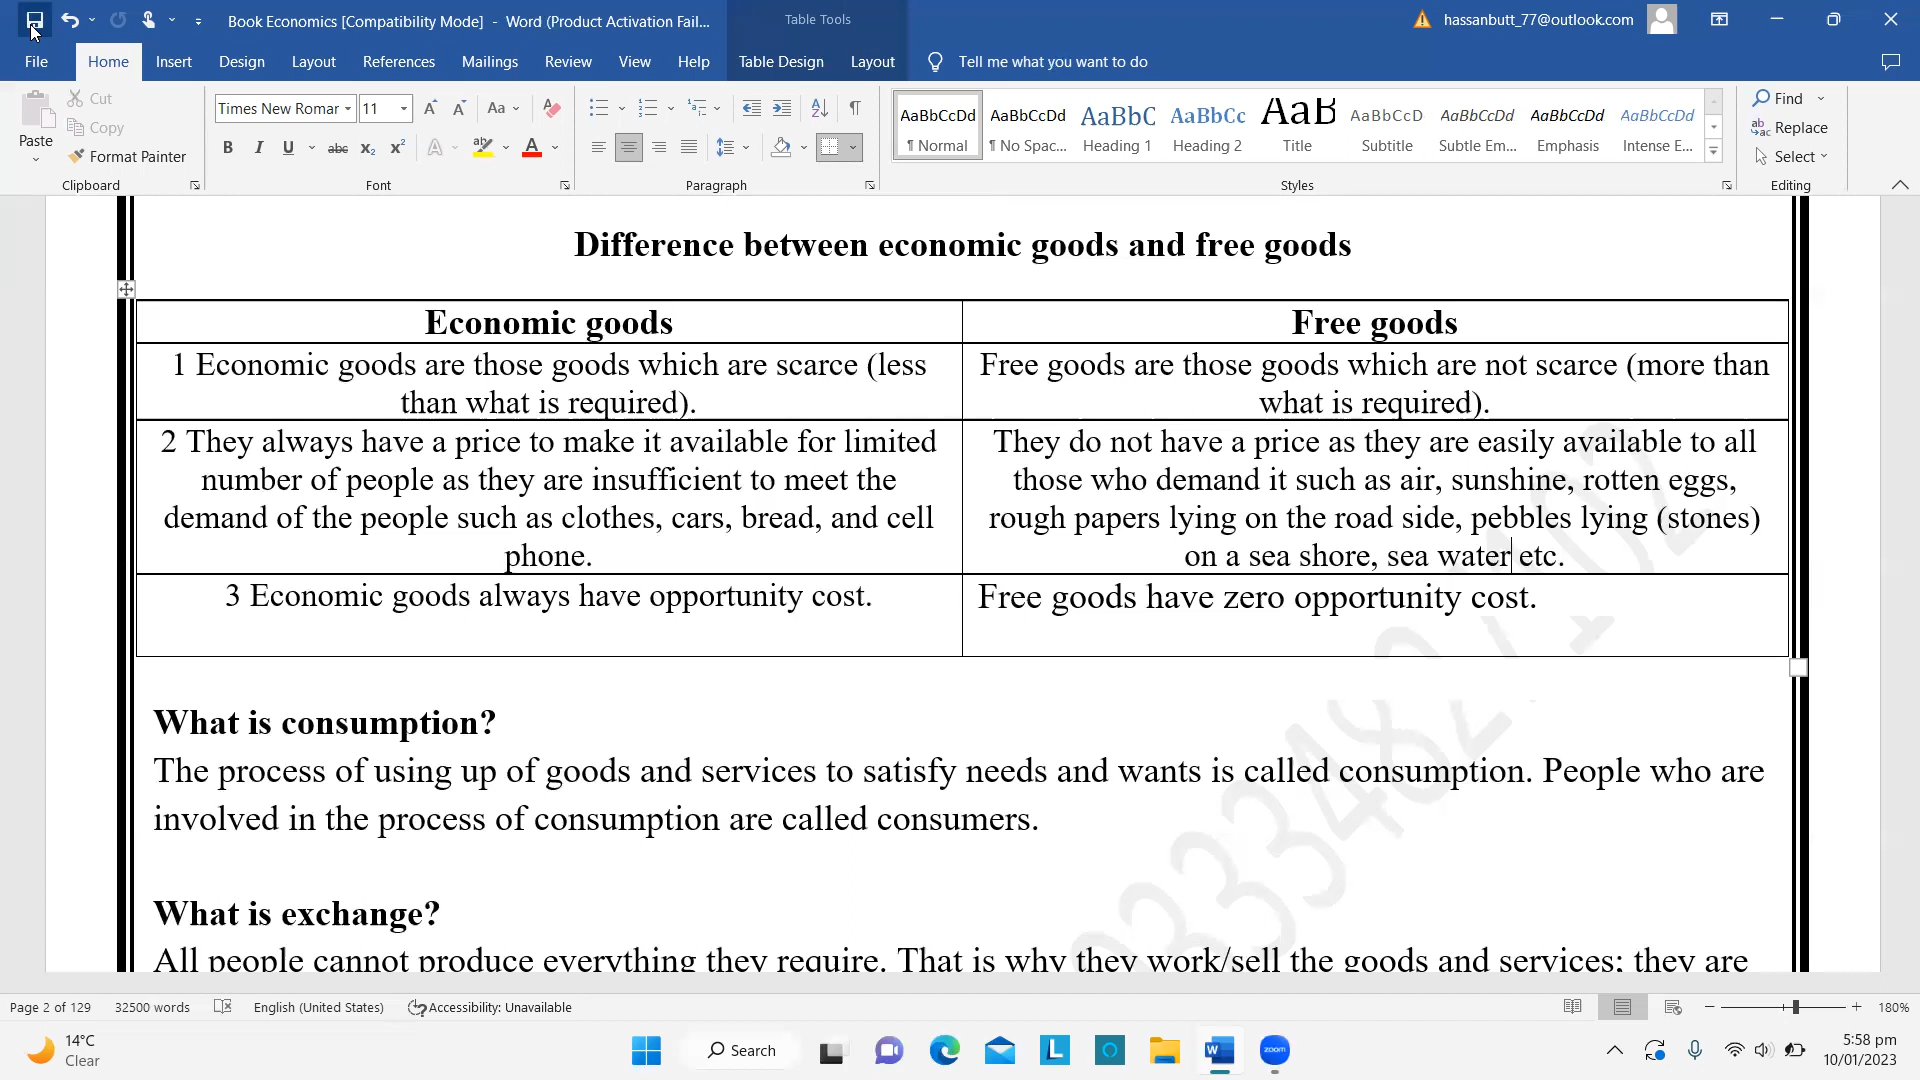 Book Economics [Compatibility Mode] - Word (Product Activation Fail...
Table Tools
hassanbutt_77@outlook.com
File Home Insert Design Layout References Mailings Review View Help Table Design Layout Tell me what you want to do
Paste
Cut
Copy
Format Painter
Clipboard
Times New Romar 11
Font
Paragraph
AaBbCcDd AaBbCcDd AaBbC AaBbCc AaB AaBbCcD AaBbCcDd AaBbCcDd AaBbCcDd
¶ Normal ¶ No Spac... Heading 1 Heading 2 Title Subtitle Subtle Em... Emphasis Intense E...
Styles
Find
Replace
Select
Editing
Difference between economic goods and free goods
Economic goods
Free goods
1 Economic goods are those goods which are scarce (less
than what is required).
Free goods are those goods which are not scarce (more than
what is required).
2 They always have a price to make it available for limited
number of people as they are insufficient to meet the
demand of the people such as clothes, cars, bread, and cell
phone.
They do not have a price as they are easily available to all
those who demand it such as air, sunshine, rotten eggs,
rough papers lying on the road side, pebbles lying (stones)
on a sea shore, sea water etc.
3 Economic goods always have opportunity cost.
Free goods have zero opportunity cost.
What is consumption?
The process of using up of goods and services to satisfy needs and wants is called consumption. People who are
involved in the process of consumption are called consumers.
What is exchange?
All people cannot produce everything they require. That is why they work/sell the goods and services; they are
Page 2 of 129 32500 words English (United States) Accessibility: Unavailable 180%
14°C
Clear
Search
zoom
5:58 pm
10/01/2023